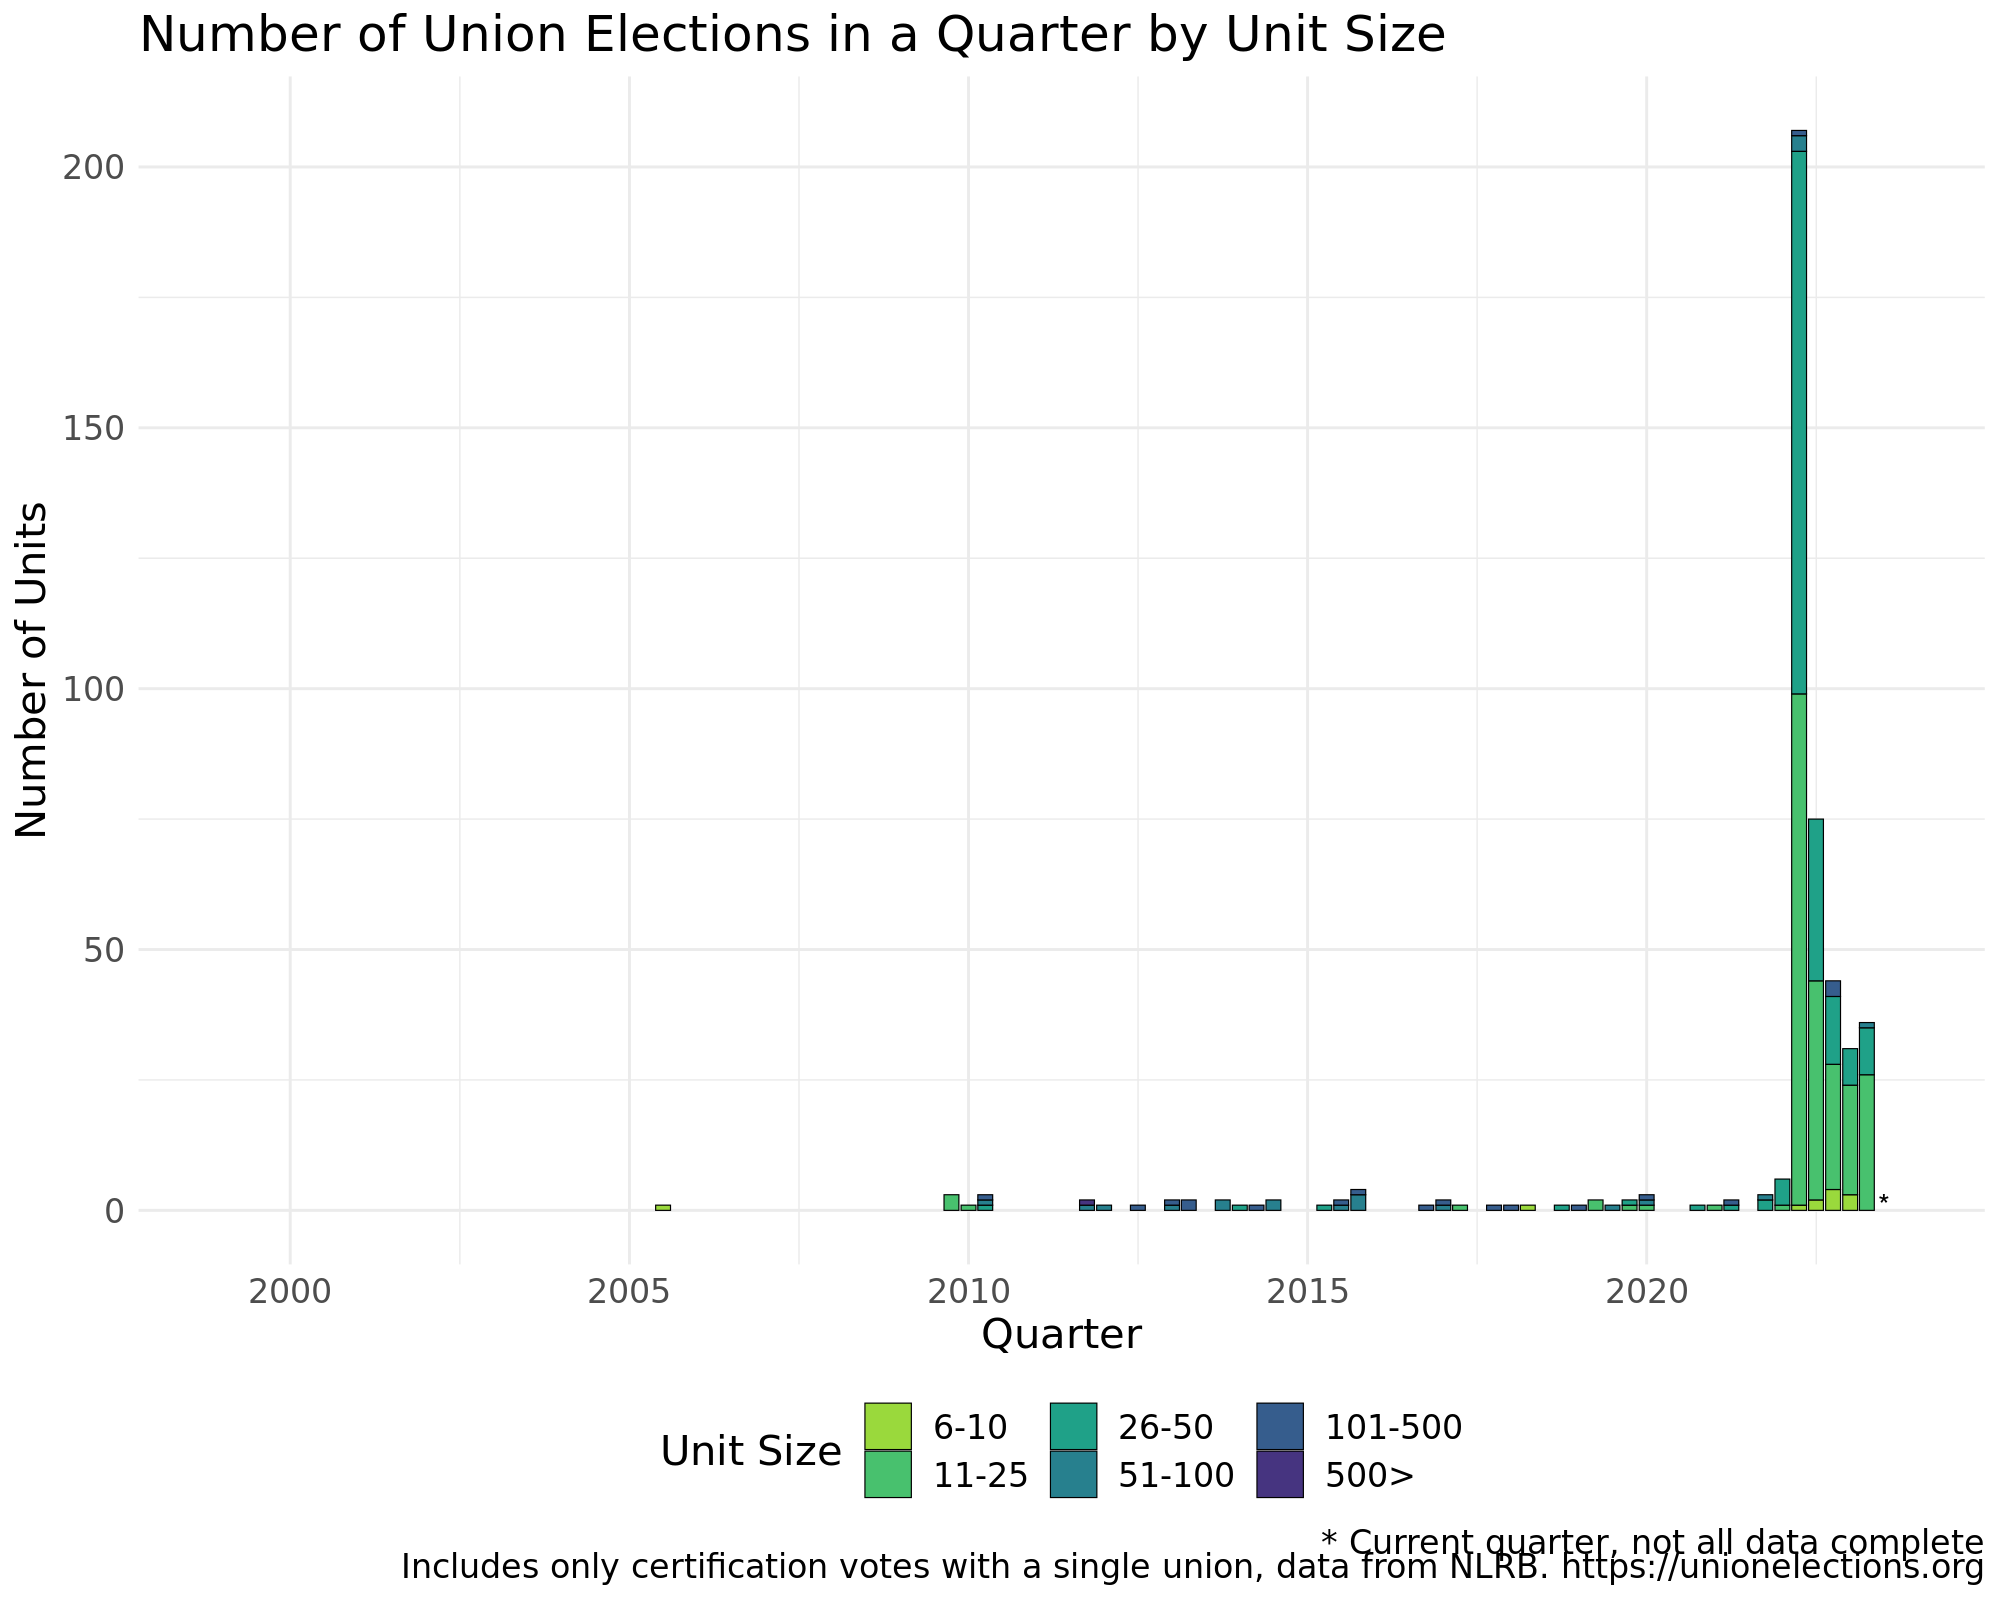 Number of Union Elections in a Quarter by Unit Size
Number of Units
200
150
100
50
0
*
2000 2005 2010 2015 2020
Quarter
Unit Size
6-10 26-50 101-500
11-25 51-100 500>
* Current quarter, not all data complete
Includes only certification votes with a single union, data from NLRB. https://unionelections.org